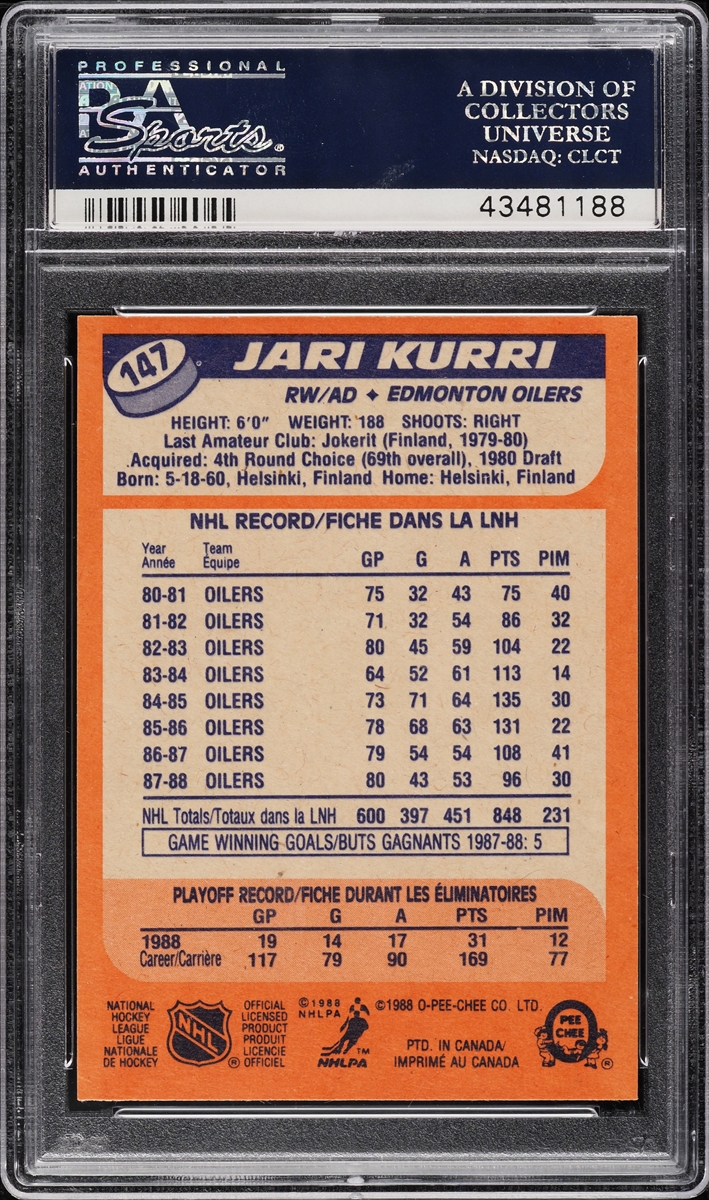 PROFESSIONAL
PSA
Sports®
AUTHENTICATOR
A DIVISION OF
COLLECTORS
UNIVERSE
NASDAQ: CLCT
43481188
147
JARI KURRI
RW/AD ✦ EDMONTON OILERS
HEIGHT: 6'0" WEIGHT: 188 SHOOTS: RIGHT
Last Amateur Club: Jokerit (Finland, 1979-80)
Acquired: 4th Round Choice (69th overall), 1980 Draft
Born: 5-18-60, Helsinki, Finland Home: Helsinki, Finland
NHL RECORD/FICHE DANS LA LNH
Year Team
Année Équipe GP G A PTS PIM
80-81 OILERS 75 32 43 75 40
81-82 OILERS 71 32 54 86 32
82-83 OILERS 80 45 59 104 22
83-84 OILERS 64 52 61 113 14
84-85 OILERS 73 71 64 135 30
85-86 OILERS 78 68 63 131 22
86-87 OILERS 79 54 54 108 41
87-88 OILERS 80 43 53 96 30
NHL Totals/Totaux dans la LNH 600 397 451 848 231
GAME WINNING GOALS/BUTS GAGNANTS 1987-88: 5
PLAYOFF RECORD/FICHE DURANT LES ÉLIMINATOIRES
GP G A PTS PIM
1988 19 14 17 31 12
Career/Carrière 117 79 90 169 77
NATIONAL
HOCKEY
LEAGUE
LIGUE
NATIONALE
DE HOCKEY
NHL
®
OFFICIAL
LICENSED
PRODUCT
PRODUIT
LICENCIE
OFFICIEL
©1988
NHLPA
™
NHLPA
©1988 O-PEE-CHEE CO. LTD.
PTD. IN CANADA/
IMPRIMÉ AU CANADA
PEE
CHEE
®